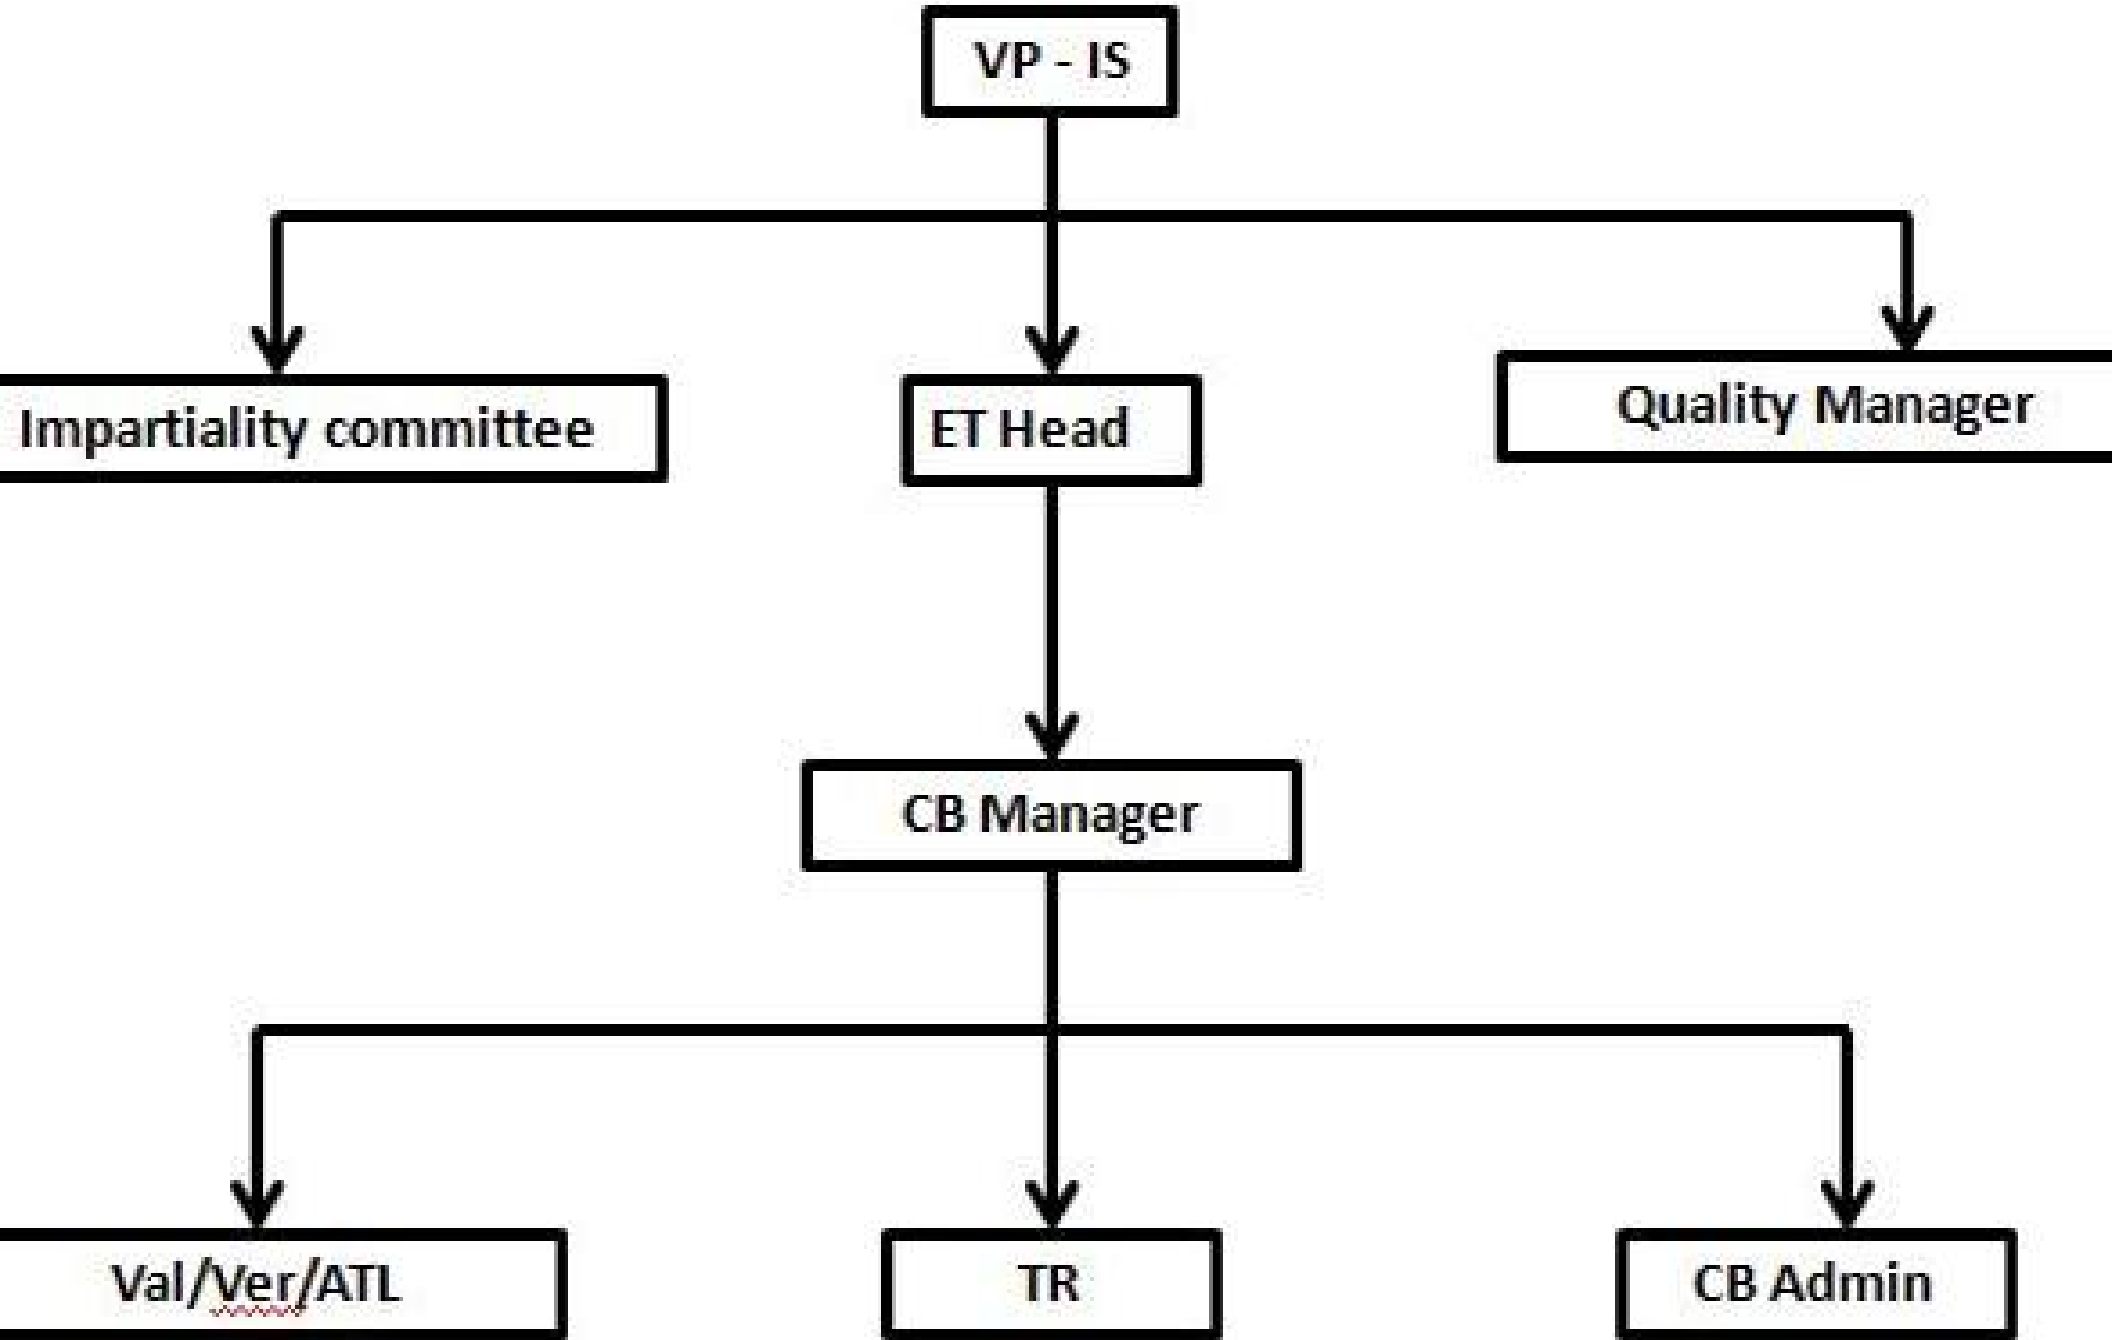 VP - IS
Impartiality committee
ET Head
Quality Manager
CB Manager
Val/Ver/ATL
TR
CB Admin